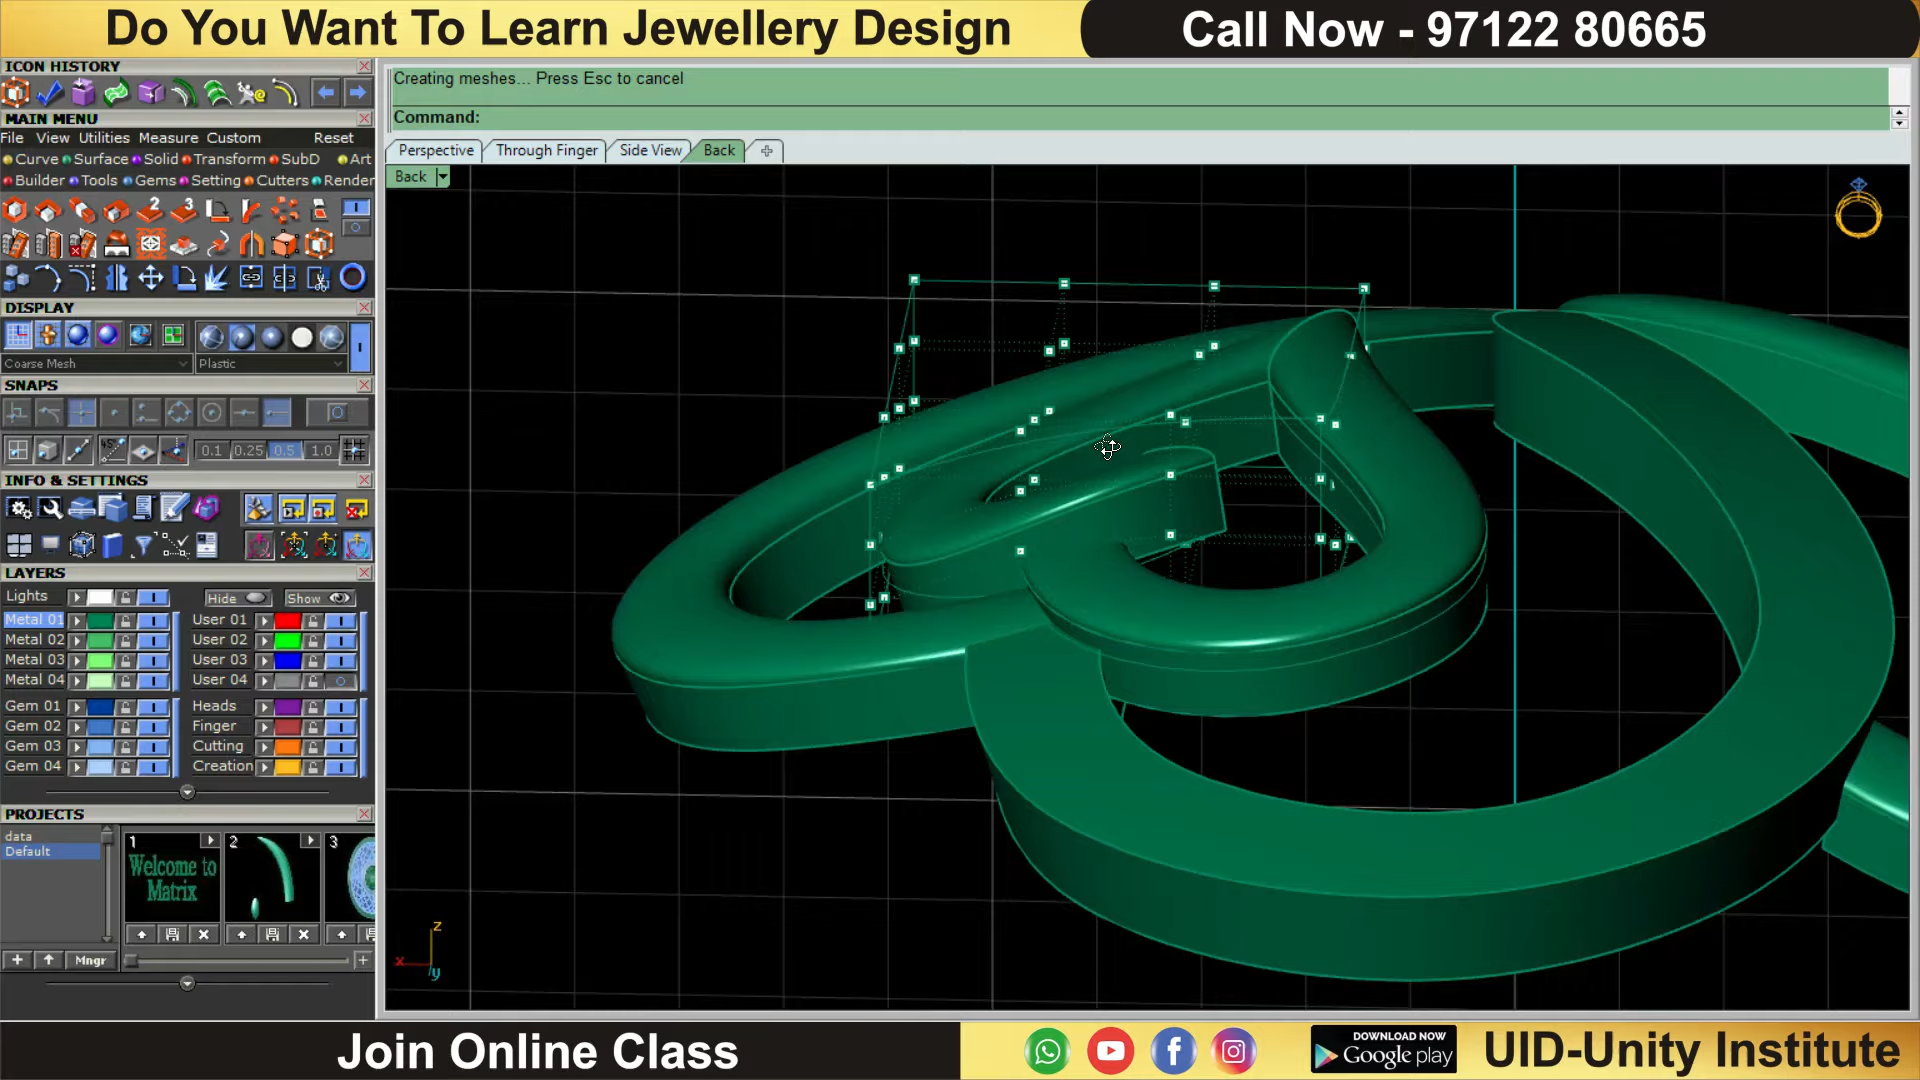 Do You Want To Learn Jewellery Design
Call Now - 97122 80665
ICON HISTORY
MAIN MENU
File View Utilities Measure Custom Reset
Curve Surface Solid Transform SubD Art
Builder Tools Gems Setting Cutters Render
2 3
DISPLAY
Coarse Mesh Plastic
SNAPS
45°
0.1 0.25 0.5 1.0
INFO & SETTINGS
LAYERS
Lights Hide Show
Metal 01 User 01
Metal 02 User 02
Metal 03 User 03
Metal 04 User 04
Gem 01 Heads
Gem 02 Finger
Gem 03 Cutting
Gem 04 Creation
PROJECTS
data
Default
1 2 3
Welcome to
Matrix
Mngr
Creating meshes... Press Esc to cancel
Command:
Perspective Through Finger Side View Back
Back
z
x
y
Join Online Class
DOWNLOAD NOW
Google play
UID-Unity Institute